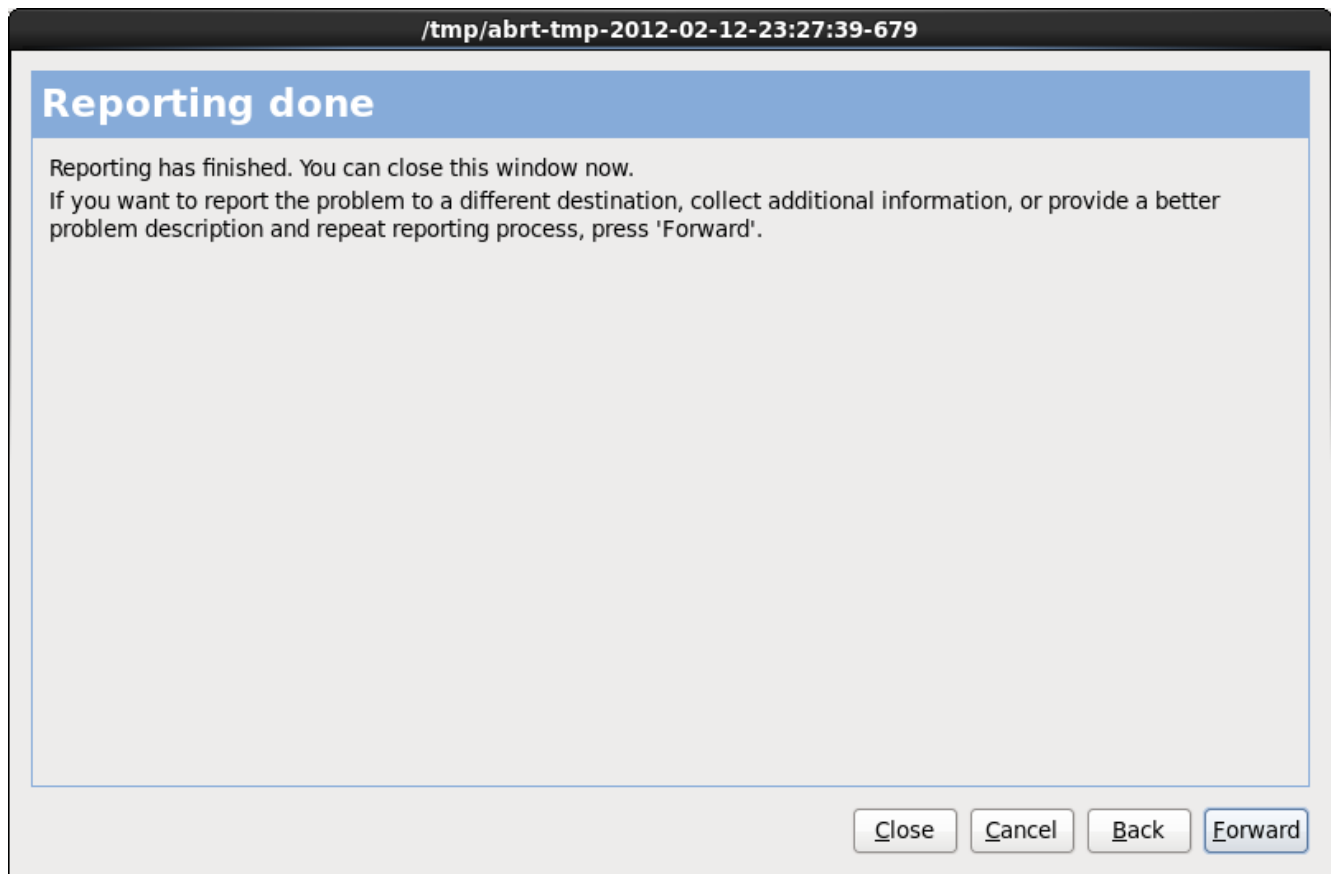 /tmp/abrt-tmp-2012-02-12-23:27:39-679
Reporting done
Reporting has finished. You can close this window now.
If you want to report the problem to a different destination, collect additional information, or provide a better
problem description and repeat reporting process, press 'Forward'.
Close Cancel Back Forward